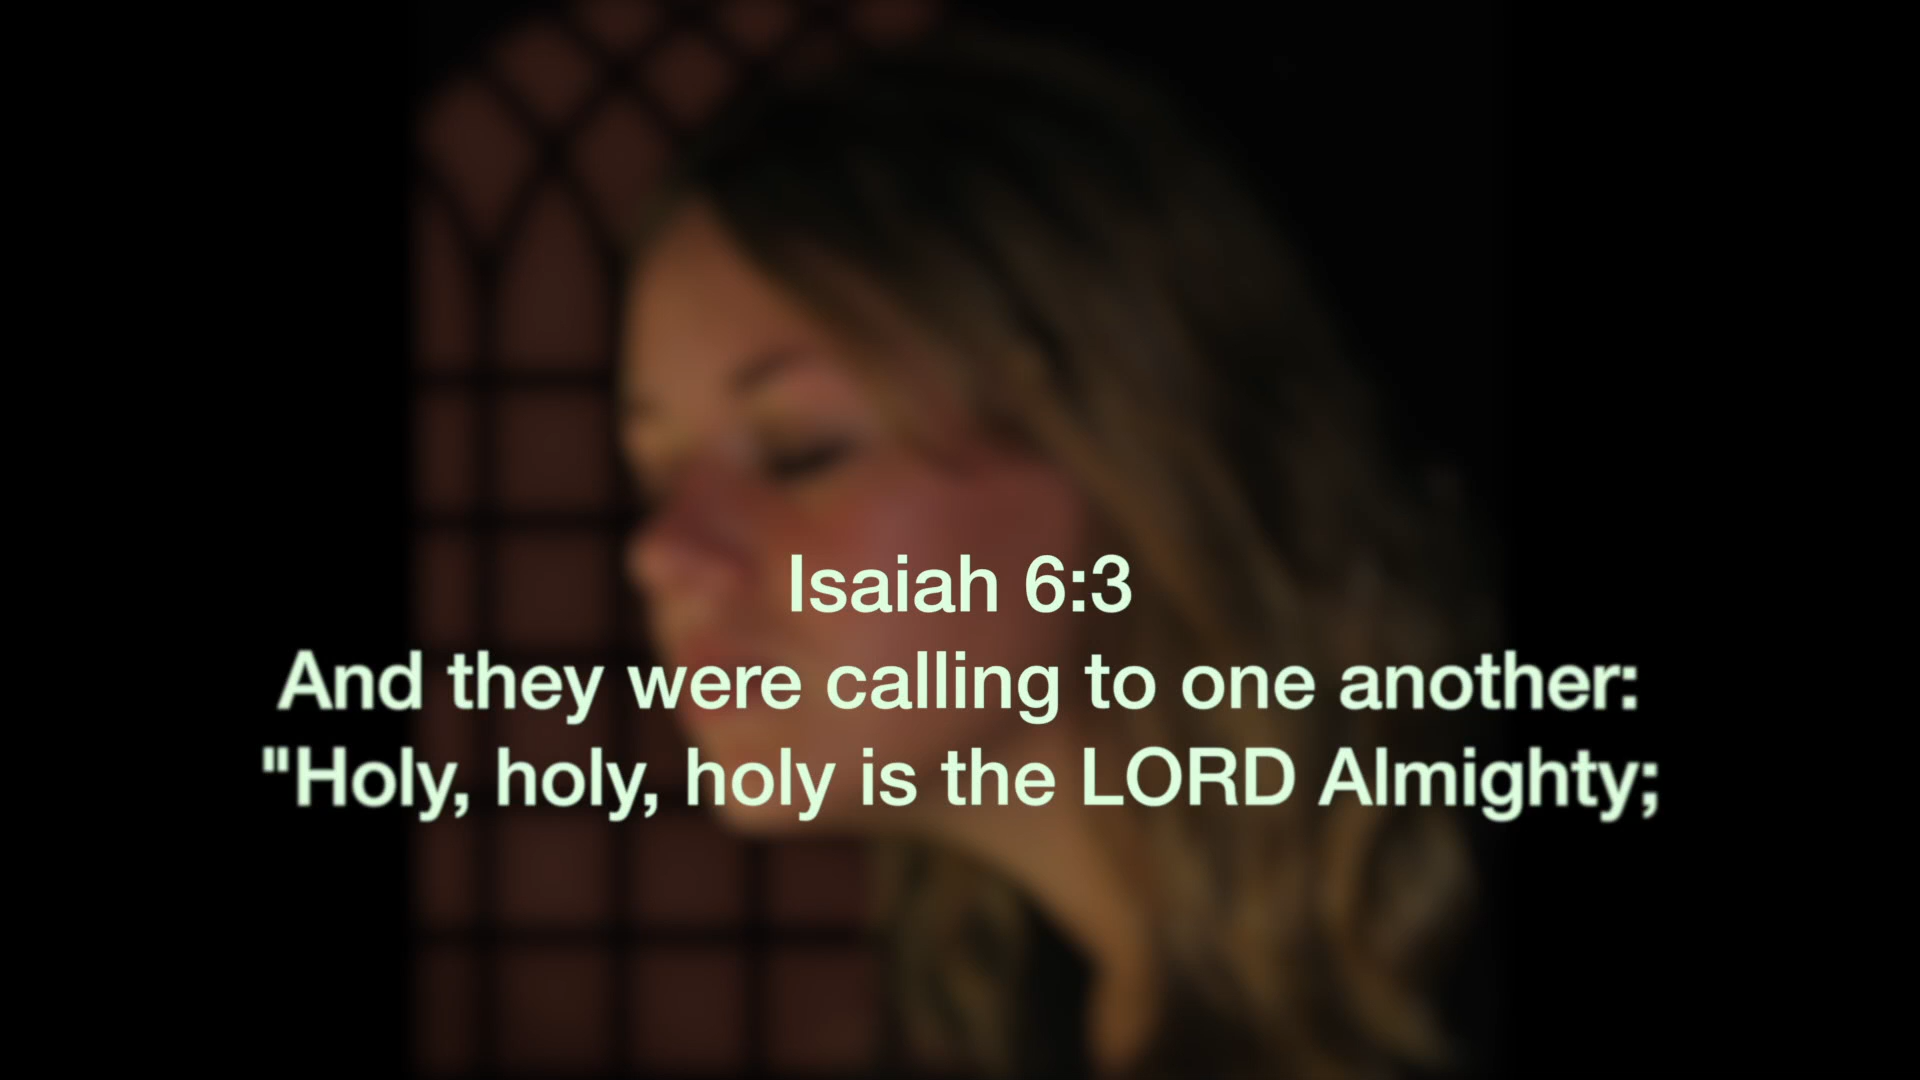 Isaiah 6:3
And they were calling to one another:
"Holy, holy, holy is the LORD Almighty;